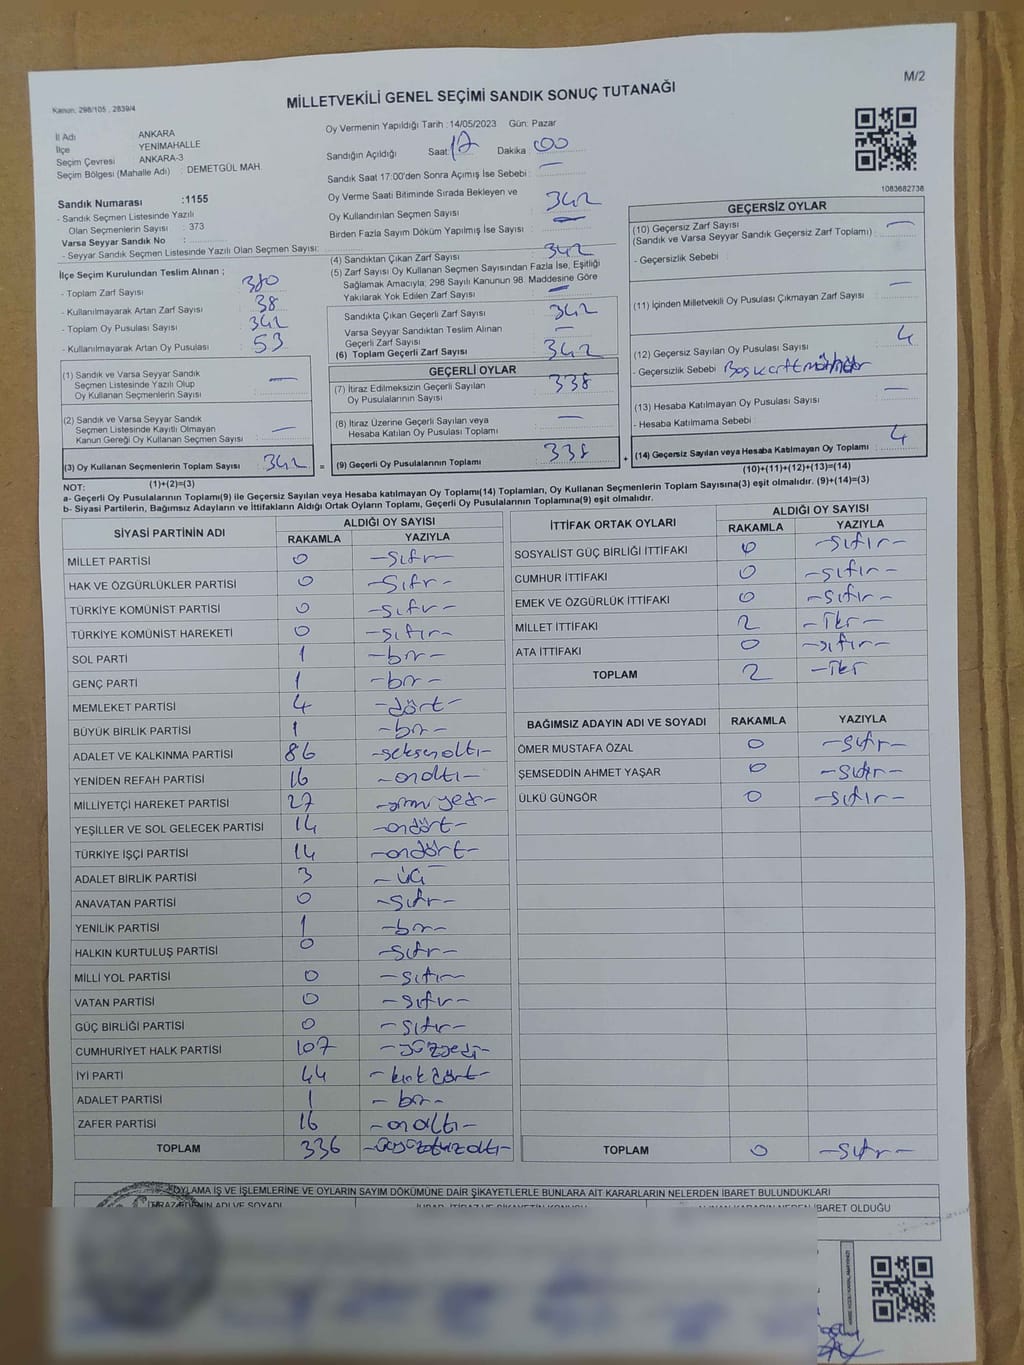 M/2
Kanun: 298/105 , 2839/4
MİLLETVEKİLİ GENEL SEÇİMİ SANDIK SONUÇ TUTANAĞI
İl Adı : ANKARA
İlçe : YENİMAHALLE
Seçim Çevresi : ANKARA-3
Seçim Bölgesi (Mahalle Adı) : DEMETGÜL MAH.
Sandık Numarası :1155
- Sandık Seçmen Listesinde Yazılı
Olan Seçmenlerin Sayısı : 373
Varsa Seyyar Sandık No :
- Seyyar Sandık Seçmen Listesinde Yazılı Olan Seçmen Sayısı:
İlçe Seçim Kurulundan Teslim Alınan ;
- Toplam Zarf Sayısı : 380
- Kullanılmayarak Artan Zarf Sayısı : 38
- Toplam Oy Pusulası Sayısı : 342
- Kullanılmayarak Artan Oy Pusulası : 53
(1) Sandık ve Varsa Seyyar Sandık
Seçmen Listesinde Yazılı Olup
Oy Kullanan Seçmenlerin Sayısı : —
(2) Sandık ve Varsa Seyyar Sandık
Seçmen Listesinde Kayıtlı Olmayan
Kanun Gereği Oy Kullanan Seçmen Sayısı : —
(3) Oy Kullanan Seçmenlerin Toplam Sayısı : 342 =
(1)+(2)=(3)
Oy Vermenin Yapıldığı Tarih :14/05/2023 Gün: Pazar
Sandığın Açıldığı Saat: 17 Dakika : 00
Sandık Saat 17:00'den Sonra Açımış İse Sebebi : —
Oy Verme Saati Bitiminde Sırada Bekleyen ve
Oy Kullandırılan Seçmen Sayısı : 342
Birden Fazla Sayım Döküm Yapılmış İse Sayısı : —
(4) Sandıktan Çıkan Zarf Sayısı : 342
(5) Zarf Sayısı Oy Kullanan Seçmen Sayısından Fazla İse, Eşitliği
Sağlamak Amacıyla; 298 Sayılı Kanunun 98. Maddesine Göre
Yakılarak Yok Edilen Zarf Sayısı : —
Sandıkta Çıkan Geçerli Zarf Sayısı : 342
Varsa Seyyar Sandıktan Teslim Alınan
Geçerli Zarf Sayısı : —
(6) Toplam Geçerli Zarf Sayısı : 342
GEÇERLİ OYLAR
(7) İtiraz Edilmeksizin Geçerli Sayılan
Oy Pusulalarının Sayısı : 338
(8) İtiraz Üzerine Geçerli Sayılan veya
Hesaba Katılan Oy Pusulası Toplamı : —
(9) Geçerli Oy Pusulalarının Toplamı : 338 +
1083682738
GEÇERSİZ OYLAR
(10) Geçersiz Zarf Sayısı
(Sandık ve Varsa Seyyar Sandık Geçersiz Zarf Toplamı) : —
- Geçersizlik Sebebi :
(11) İçinden Milletvekili Oy Pusulası Çıkmayan Zarf Sayısı : —
(12) Geçersiz Sayılan Oy Pusulası Sayısı : 4
- Geçersizlik Sebebi :
(13) Hesaba Katılmayan Oy Pusulası Sayısı : —
- Hesaba Katılmama Sebebi :
(14) Geçersiz Sayılan veya Hesaba Katılmayan Oy Toplamı : 4
(10)+(11)+(12)+(13)=(14)
NOT:
a- Geçerli Oy Pusulalarının Toplamı(9) ile Geçersiz Sayılan veya Hesaba katılmayan Oy Toplamı(14) Toplamları, Oy Kullanan Seçmenlerin Toplam Sayısına(3) eşit olmalıdır. (9)+(14)=(3)
b- Siyasi Partilerin, Bağımsız Adayların ve İttifakların Aldığı Ortak Oyların Toplamı, Geçerli Oy Pusulalarının Toplamına(9) eşit olmalıdır.
SİYASİ PARTİNİN ADI ALDIĞI OY SAYISI
RAKAMLA YAZIYLA
MİLLET PARTİSİ 0 -sıfır-
HAK VE ÖZGÜRLÜKLER PARTİSİ 0 -sıfır-
TÜRKİYE KOMÜNİST PARTİSİ 0 -sıfır-
TÜRKİYE KOMÜNİST HAREKETİ 0 -sıfır-
SOL PARTİ 1 -bir-
GENÇ PARTİ 1 -bir-
MEMLEKET PARTİSİ 4 -dört-
BÜYÜK BİRLİK PARTİSİ 1 -bir-
ADALET VE KALKINMA PARTİSİ 86 -seksenaltı-
YENİDEN REFAH PARTİSİ 16 -onaltı-
MİLLİYETÇİ HAREKET PARTİSİ 27 -yirmiyedi-
YEŞİLLER VE SOL GELECEK PARTİSİ 14 -ondört-
TÜRKİYE İŞÇİ PARTİSİ 14 -ondört-
ADALET BİRLİK PARTİSİ 3 -üç-
ANAVATAN PARTİSİ 0 -sıfır-
YENİLİK PARTİSİ 1 -bir-
HALKIN KURTULUŞ PARTİSİ 0 -sıfır-
MİLLİ YOL PARTİSİ 0 -sıfır-
VATAN PARTİSİ 0 -sıfır-
GÜÇ BİRLİĞİ PARTİSİ 0 -sıfır-
CUMHURİYET HALK PARTİSİ 107 -yüzyedi-
İYİ PARTİ 44 -kırkdört-
ADALET PARTİSİ 1 -bir-
ZAFER PARTİSİ 16 -onaltı-
TOPLAM 336 -üçyüzotuzaltı-
İTTİFAK ORTAK OYLARI ALDIĞI OY SAYISI
RAKAMLA YAZIYLA
SOSYALİST GÜÇ BİRLİĞİ İTTİFAKI 0 -sıfır-
CUMHUR İTTİFAKI 0 -sıfır-
EMEK VE ÖZGÜRLÜK İTTİFAKI 0 -sıfır-
MİLLET İTTİFAKI 2 -iki-
ATA İTTİFAKI 0 -sıfır-
TOPLAM 2 -iki
BAĞIMSIZ ADAYIN ADI VE SOYADI RAKAMLA YAZIYLA
ÖMER MUSTAFA ÖZAL 0 -sıfır-
ŞEMSEDDİN AHMET YAŞAR 0 -sıfır-
ÜLKÜ GÜNGÖR 0 -sıfır-
TOPLAM 0 -sıfır-
OYLAMA İŞ VE İŞLEMLERİNE VE OYLARIN SAYIM DÖKÜMÜNE DAİR ŞİKAYETLERLE BUNLARA AİT KARARLARIN NELERDEN İBARET BULUNDUKLARI
ADI VE SOYADI
İBARET OLDUĞU